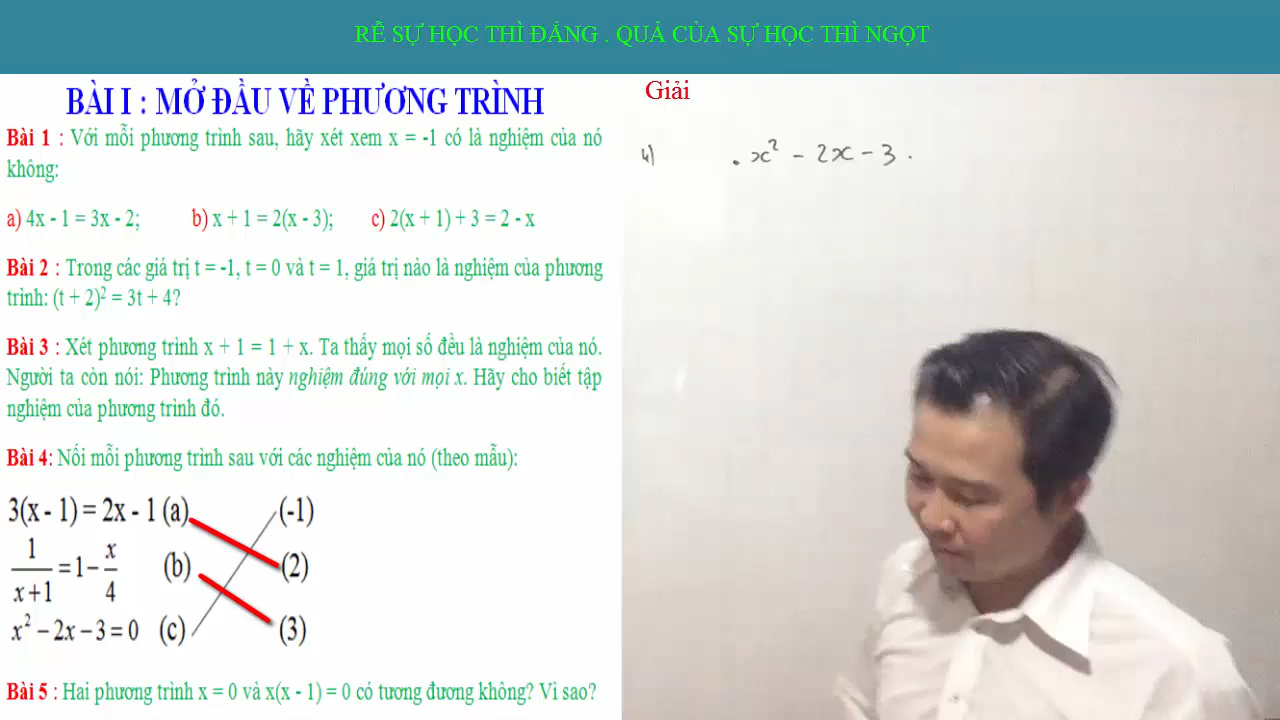 RỄ SỰ HỌC THÌ ĐẮNG . QUẢ CỦA SỰ HỌC THÌ NGỌT
BÀI I : MỞ ĐẦU VỀ PHƯƠNG TRÌNH
Bài 1 : Với mỗi phương trình sau, hãy xét xem x = -1 có là nghiệm của nó
không:
a) 4x - 1 = 3x - 2; b) x + 1 = 2(x - 3); c) 2(x + 1) + 3 = 2 - x
Bài 2 : Trong các giá trị t = -1, t = 0 và t = 1, giá trị nào là nghiệm của phương
trình: (t + 2)² = 3t + 4?
Bài 3 : Xét phương trình x + 1 = 1 + x. Ta thấy mọi số đều là nghiệm của nó.
Người ta còn nói: Phương trình này nghiệm đúng với mọi x. Hãy cho biết tập
nghiệm của phương trình đó.
Bài 4: Nối mỗi phương trình sau với các nghiệm của nó (theo mẫu):
3(x - 1) = 2x - 1 (a) (-1)
1/(x+1) = 1 − x/4 (b) (2)
x² − 2x − 3 = 0 (c) (3)
Bài 5 : Hai phương trình x = 0 và x(x - 1) = 0 có tương đương không? Vì sao?
Giải
4) . x² - 2x - 3 .